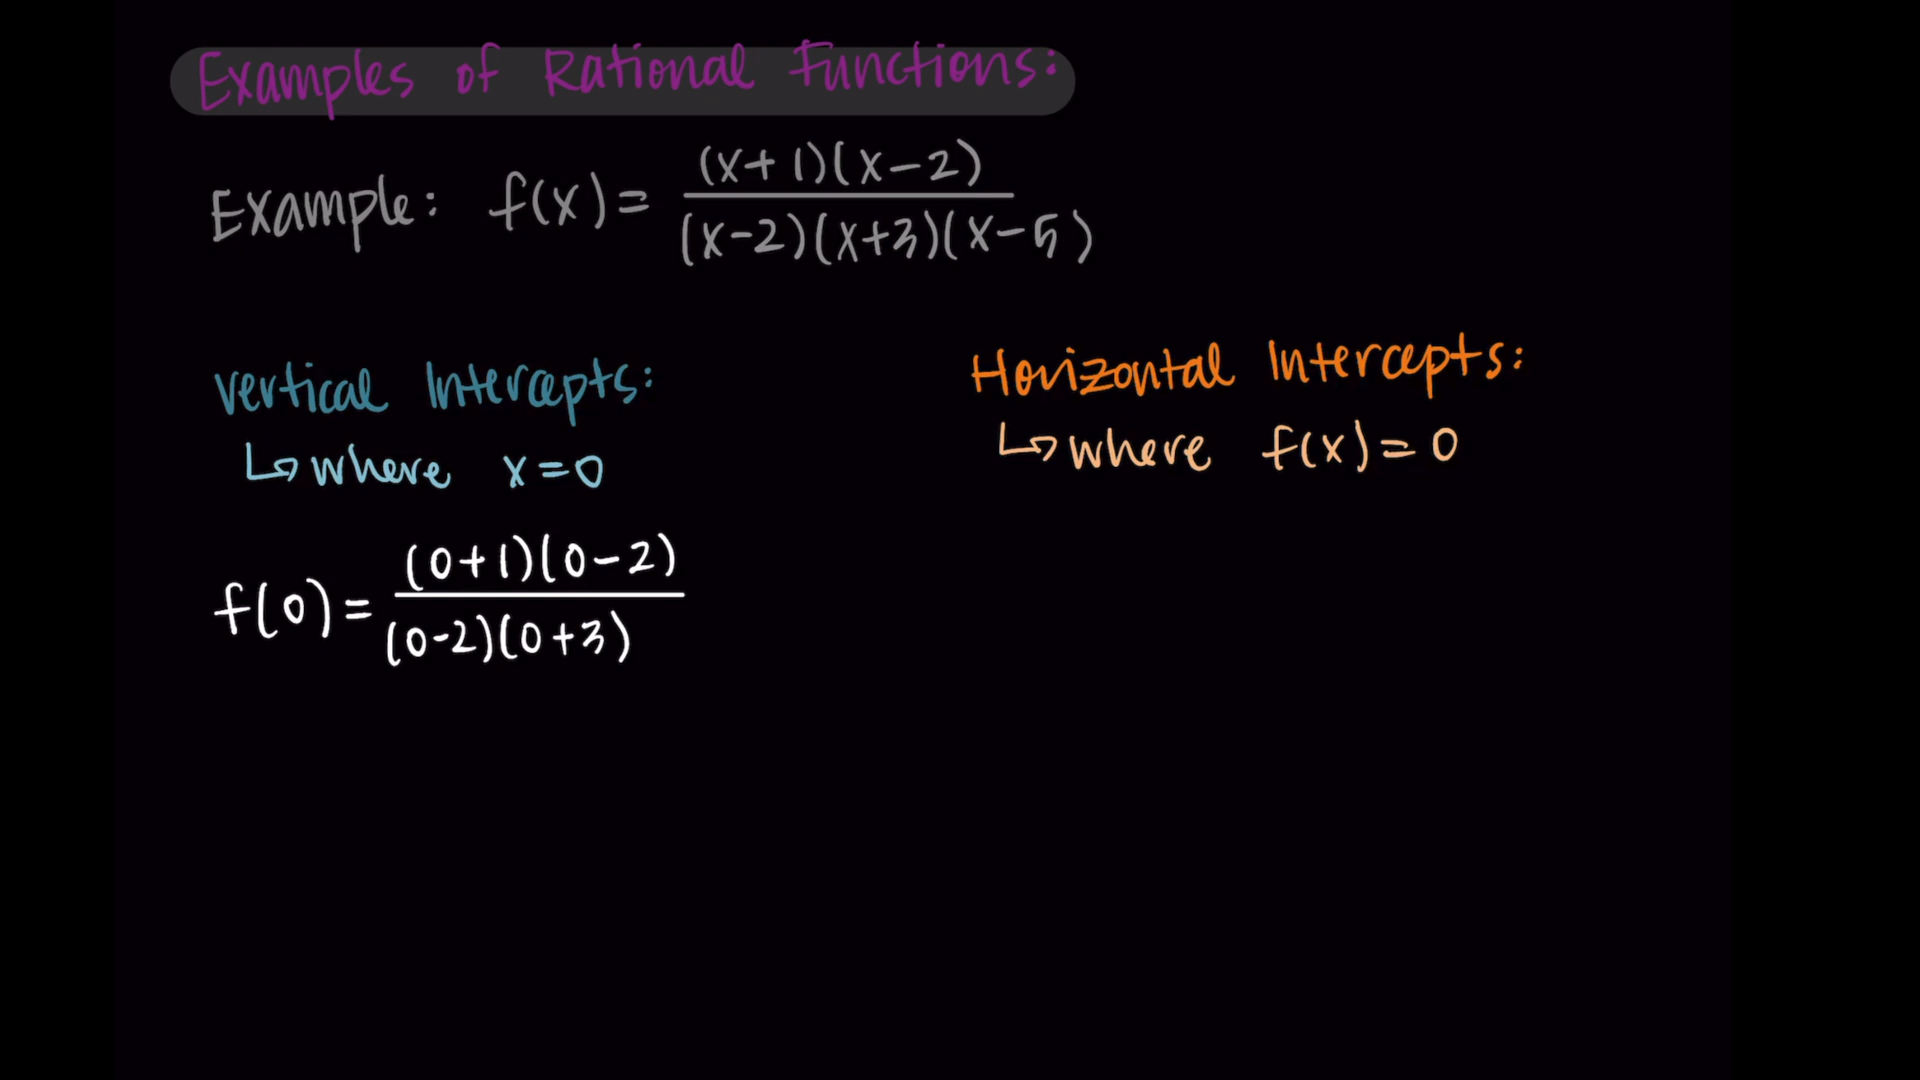 Examples of Rational Functions:
Example: f(x) = (x+1)(x-2) / (x-2)(x+3)(x-5)
Vertical Intercepts:
↳ where x=0
f(0) = (0+1)(0-2) / (0-2)(0+3)
Horizontal Intercepts:
↳ where f(x)=0